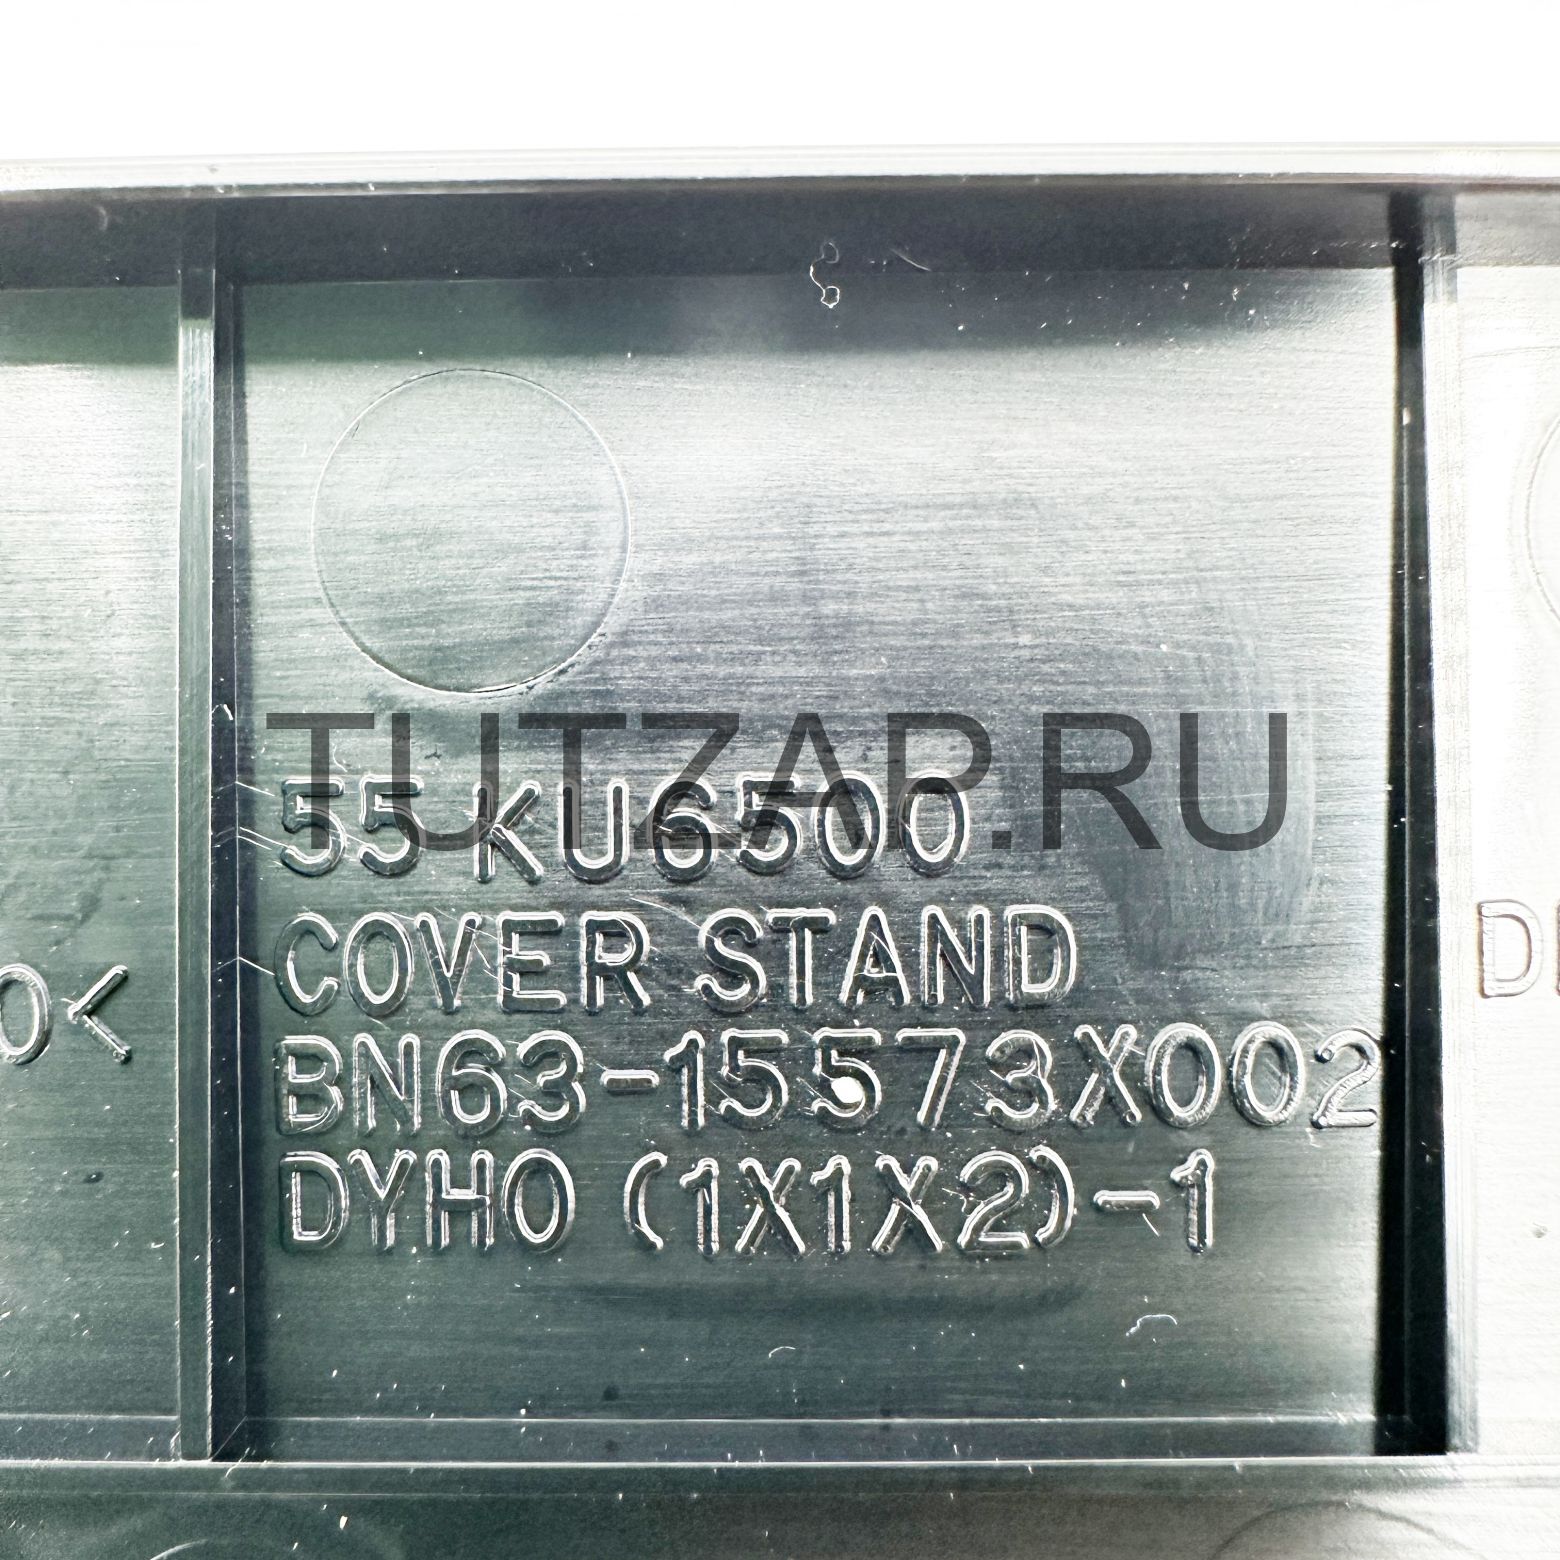 TUTZAP.RU
55 KU6500
COVER STAND
BN63-15573X002
DYHO (1X1X2)-1